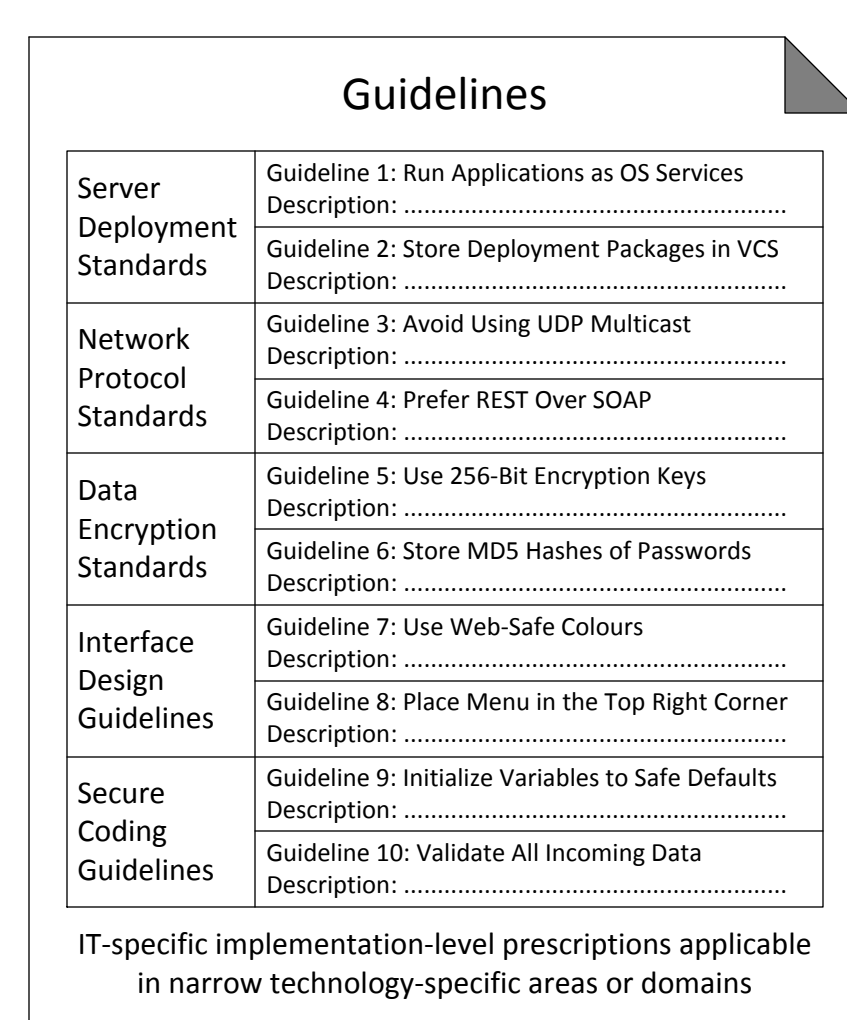 Guidelines
Server
Deployment
Standards
Guideline 1: Run Applications as OS Services
Description: .......................................................
Guideline 2: Store Deployment Packages in VCS
Description: .......................................................
Network
Protocol
Standards
Guideline 3: Avoid Using UDP Multicast
Description: .......................................................
Guideline 4: Prefer REST Over SOAP
Description: .......................................................
Data
Encryption
Standards
Guideline 5: Use 256-Bit Encryption Keys
Description: .......................................................
Guideline 6: Store MD5 Hashes of Passwords
Description: .......................................................
Interface
Design
Guidelines
Guideline 7: Use Web-Safe Colours
Description: .......................................................
Guideline 8: Place Menu in the Top Right Corner
Description: .......................................................
Secure
Coding
Guidelines
Guideline 9: Initialize Variables to Safe Defaults
Description: .......................................................
Guideline 10: Validate All Incoming Data
Description: .......................................................
IT-specific implementation-level prescriptions applicable
in narrow technology-specific areas or domains